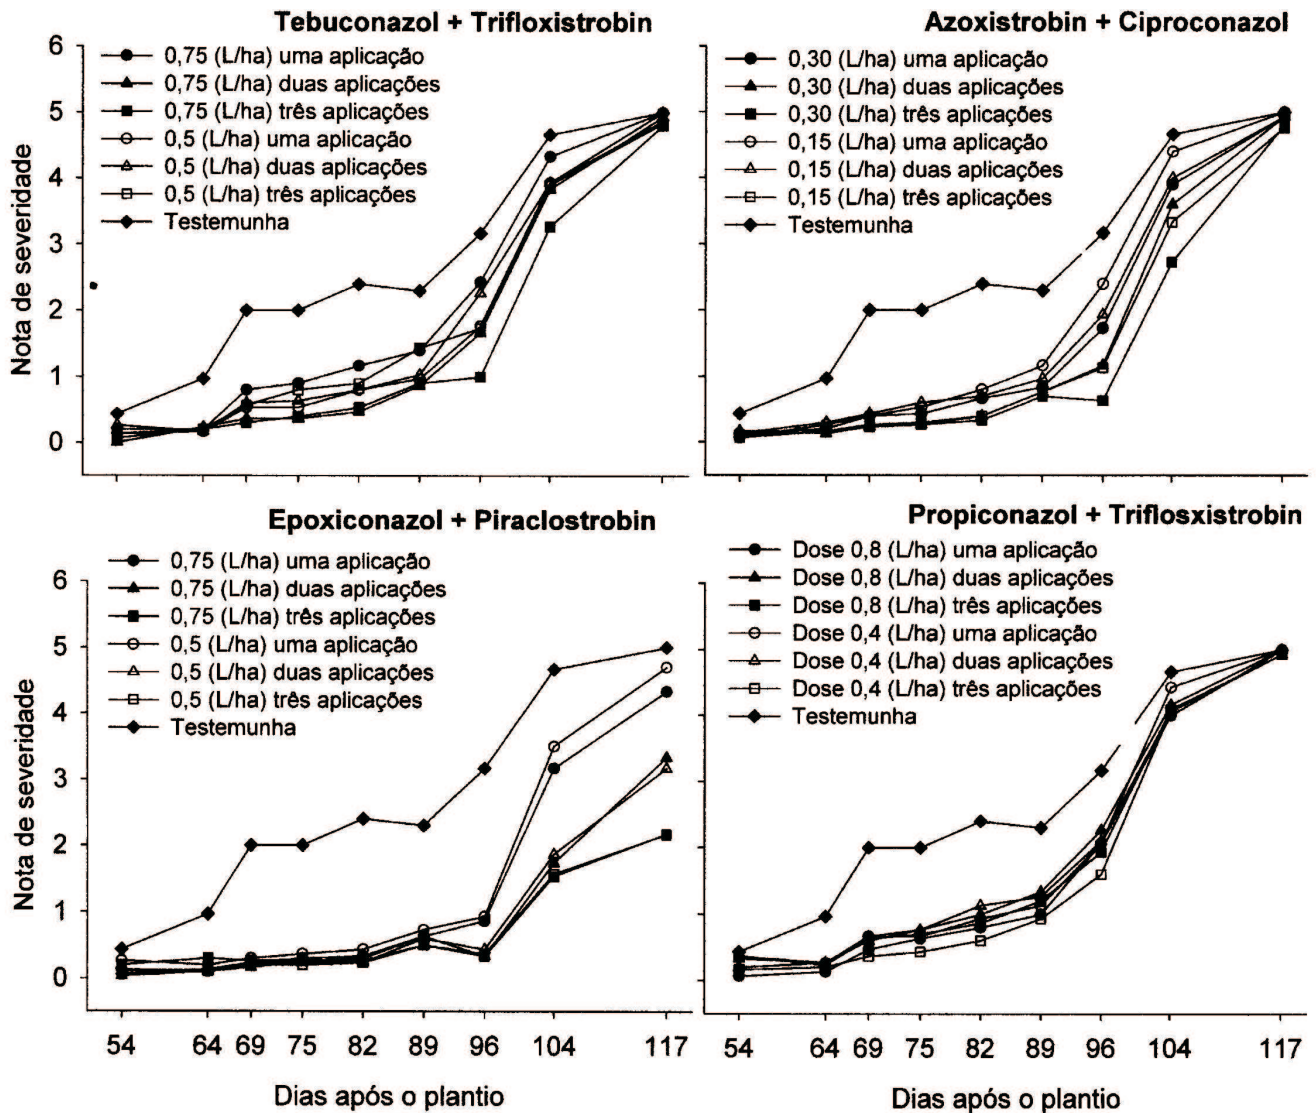 Tebuconazol + Trifloxistrobin
6
5
4
3
2
1
0
Nota de severidade
0,75 (L/ha) uma aplicação
0,75 (L/ha) duas aplicações
0,75 (L/ha) três aplicações
0,5 (L/ha) uma aplicação
0,5 (L/ha) duas aplicações
0,5 (L/ha) três aplicações
Testemunha
Azoxistrobin + Ciproconazol
0,30 (L/ha) uma aplicação
0,30 (L/ha) duas aplicações
0,30 (L/ha) três aplicações
0,15 (L/ha) uma aplicação
0,15 (L/ha) duas aplicações
0,15 (L/ha) três aplicações
Testemunha
Epoxiconazol + Piraclostrobin
6
5
4
3
2
1
0
Nota de severidade
0,75 (L/ha) uma aplicação
0,75 (L/ha) duas aplicações
0,75 (L/ha) três aplicações
0,5 (L/ha) uma aplicação
0,5 (L/ha) duas aplicações
0,5 (L/ha) três aplicações
Testemunha
54 64 69 75 82 89 96 104 117
Dias após o plantio
Propiconazol + Triflosxistrobin
Dose 0,8 (L/ha) uma aplicação
Dose 0,8 (L/ha) duas aplicações
Dose 0,8 (L/ha) três aplicações
Dose 0,4 (L/ha) uma aplicação
Dose 0,4 (L/ha) duas aplicações
Dose 0,4 (L/ha) três aplicações
Testemunha
54 64 69 75 82 89 96 104 117
Dias após o plantio